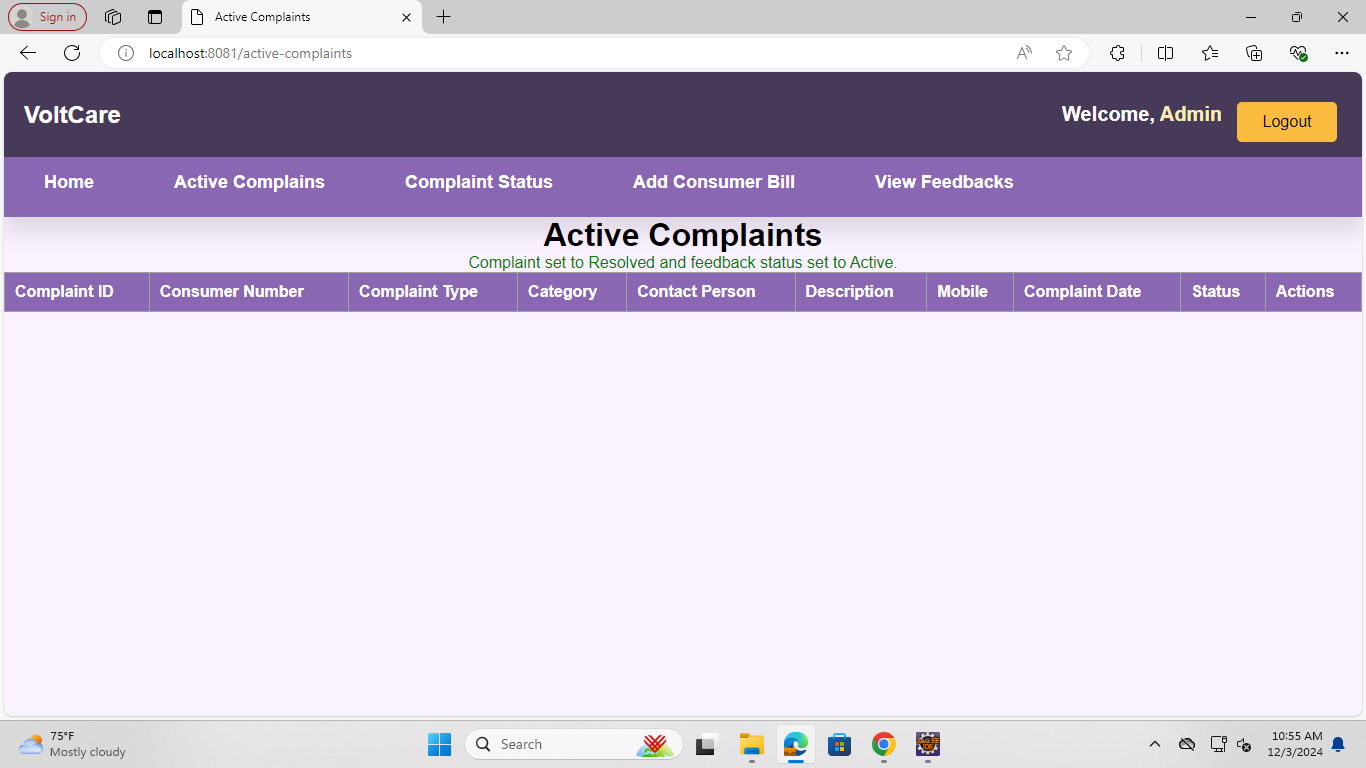 Sign in
Active Complaints
localhost:8081/active-complaints
VoltCare
Welcome, Admin
Logout
Home
Active Complains
Complaint Status
Add Consumer Bill
View Feedbacks
Active Complaints
Complaint set to Resolved and feedback status set to Active.
Complaint ID
Consumer Number
Complaint Type
Category
Contact Person
Description
Mobile
Complaint Date
Status
Actions
75°F
Mostly cloudy
Search
10:55 AM
12/3/2024